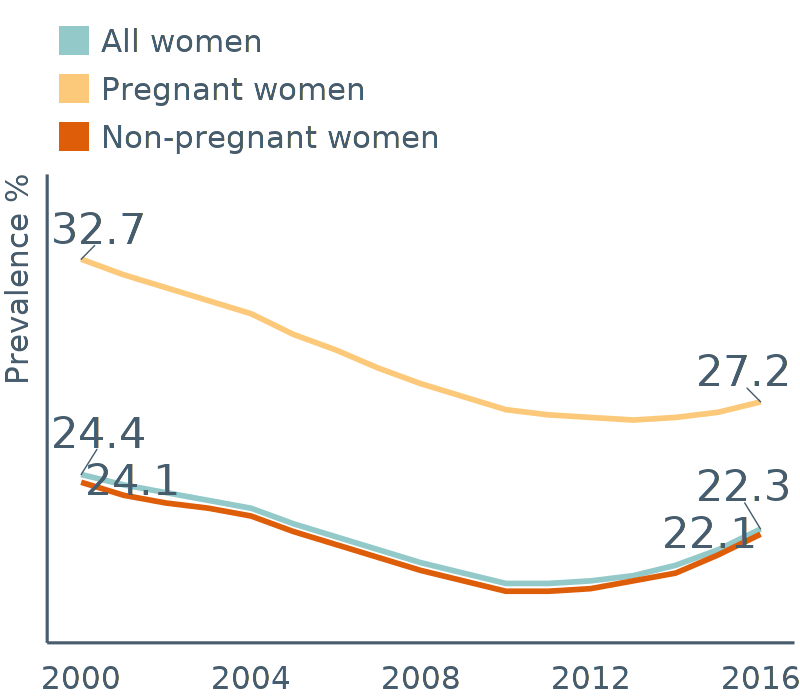 All women
Pregnant women
Non-pregnant women
Prevalence %
32.7
27.2
24.4
24.1
22.3
22.1
2000 2004 2008 2012 2016